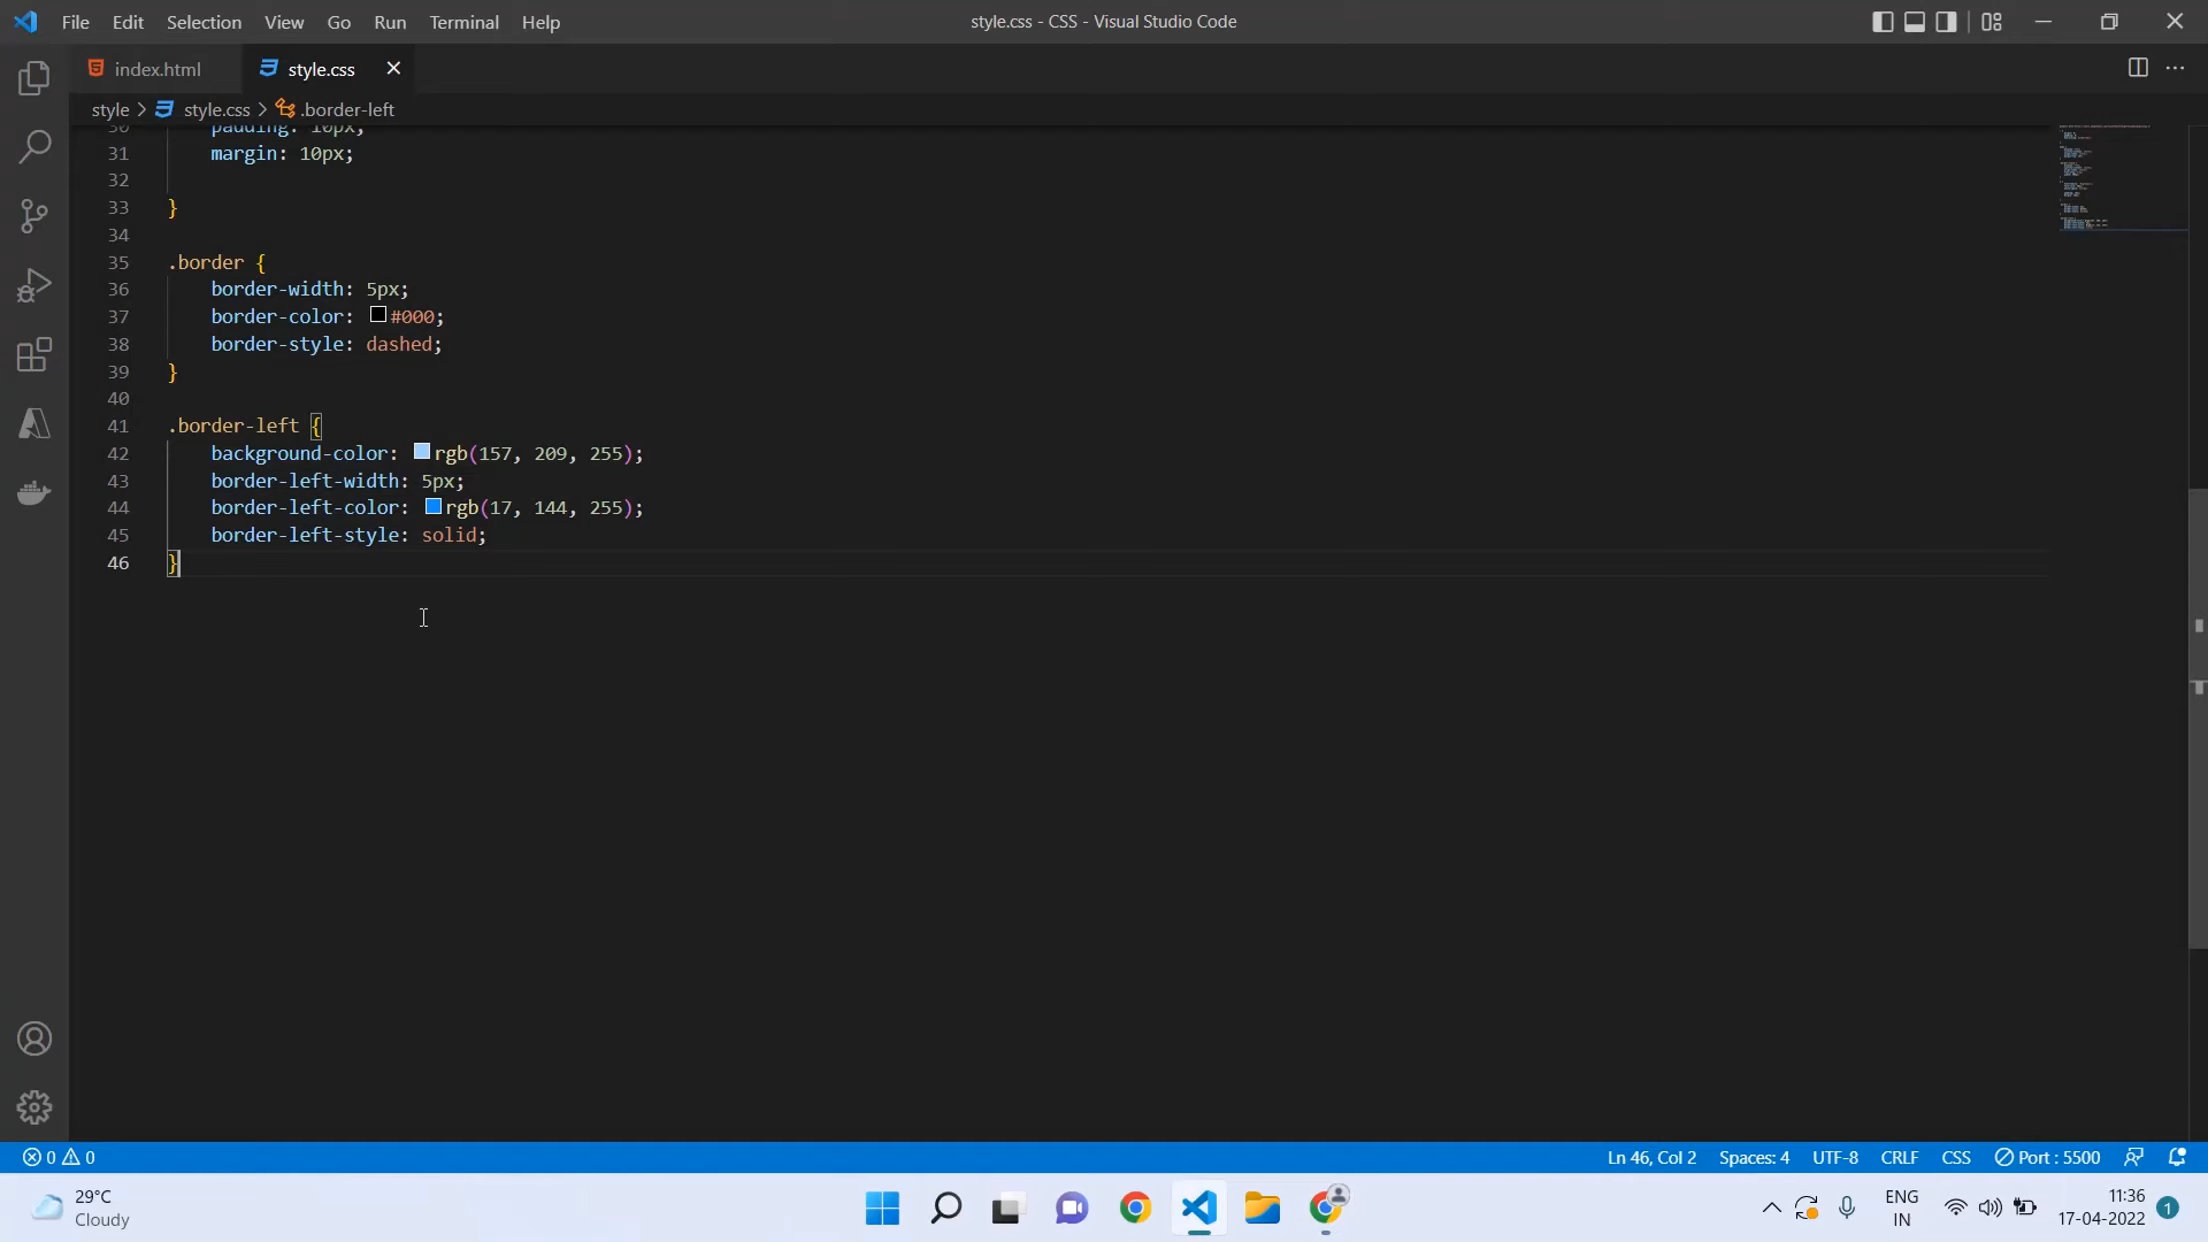 File Edit Selection View Go Run Terminal Help style.css - CSS - Visual Studio Code
index.html style.css
style > style.css > .border-left
30 padding: 10px;
31 margin: 10px;
32
33 }
34
35 .border {
36 border-width: 5px;
37 border-color: #000;
38 border-style: dashed;
39 }
40
41 .border-left {
42 background-color: rgb(157, 209, 255);
43 border-left-width: 5px;
44 border-left-color: rgb(17, 144, 255);
45 border-left-style: solid;
46 }
0 0 Ln 46, Col 2 Spaces: 4 UTF-8 CRLF CSS Port : 5500
29°C
Cloudy
ENG
IN
11:36
17-04-2022
1